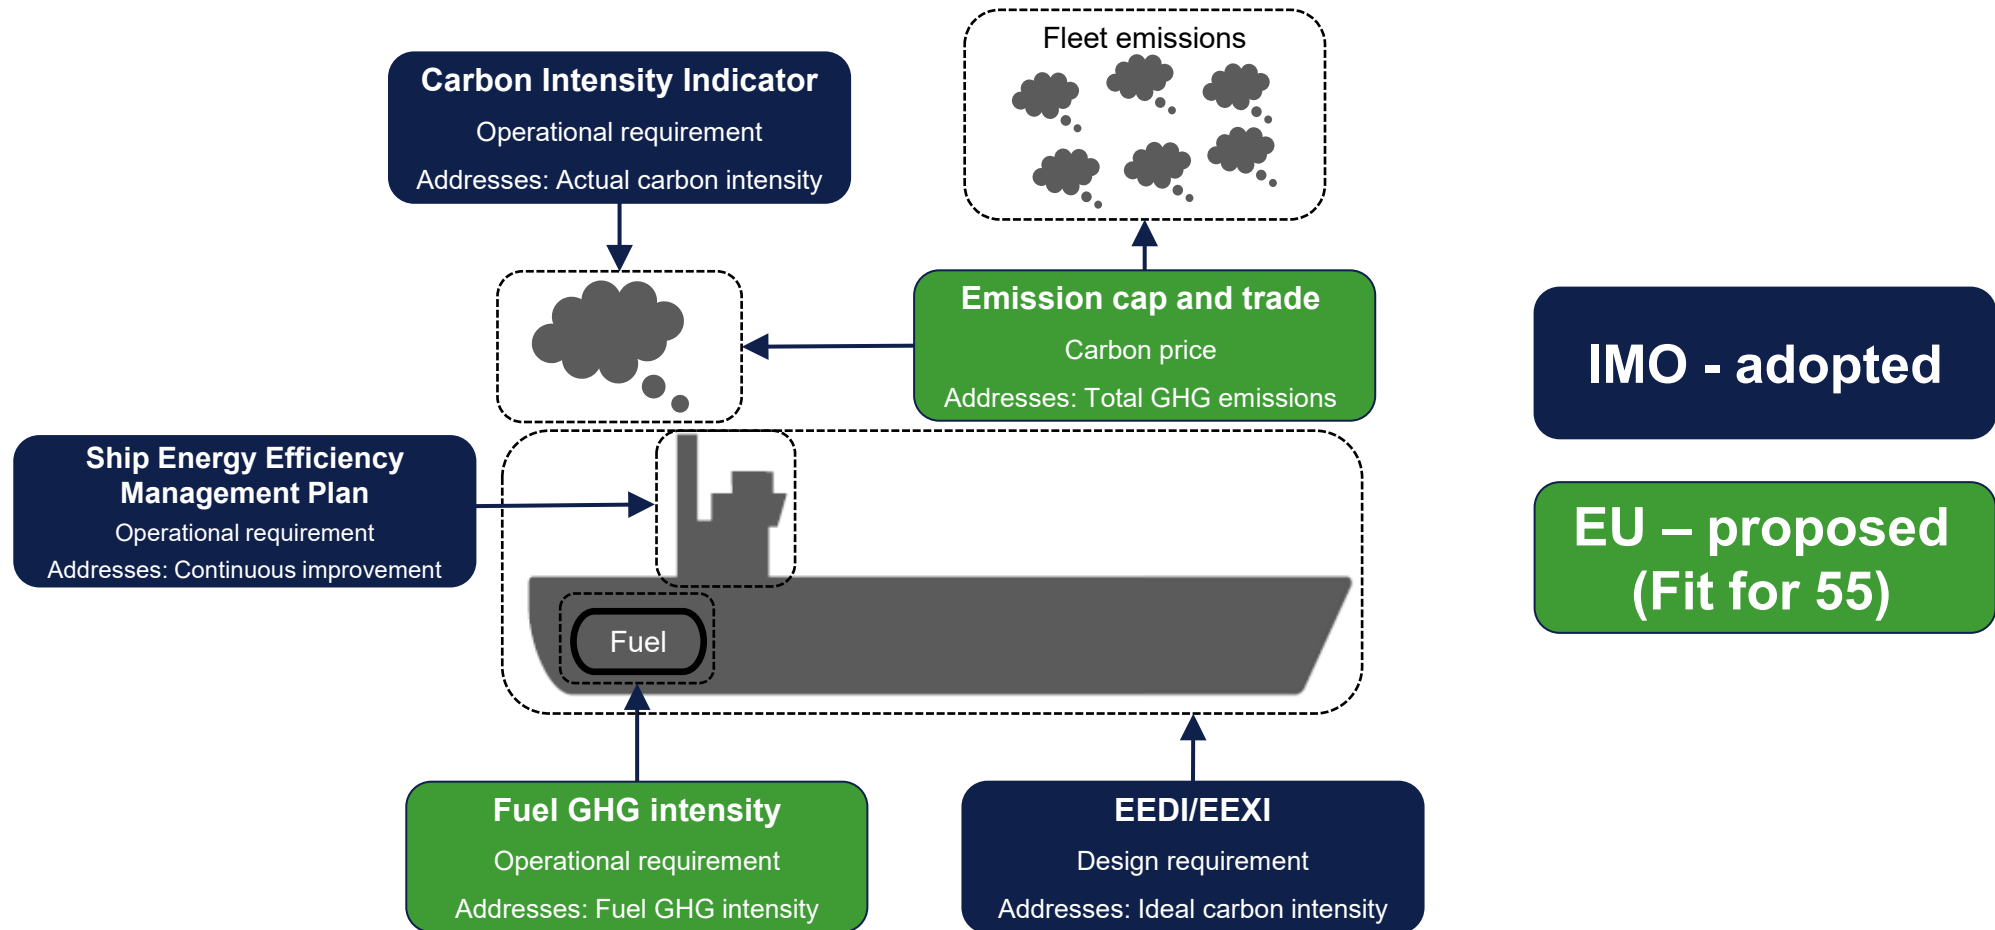 Fleet emissions
Carbon Intensity Indicator
Operational requirement
Addresses: Actual carbon intensity
Emission cap and trade
Carbon price
Addresses: Total GHG emissions
IMO - adopted
Ship Energy Efficiency
Management Plan
Operational requirement
Addresses: Continuous improvement
EU – proposed
(Fit for 55)
Fuel
Fuel GHG intensity
Operational requirement
Addresses: Fuel GHG intensity
EEDI/EEXI
Design requirement
Addresses: Ideal carbon intensity